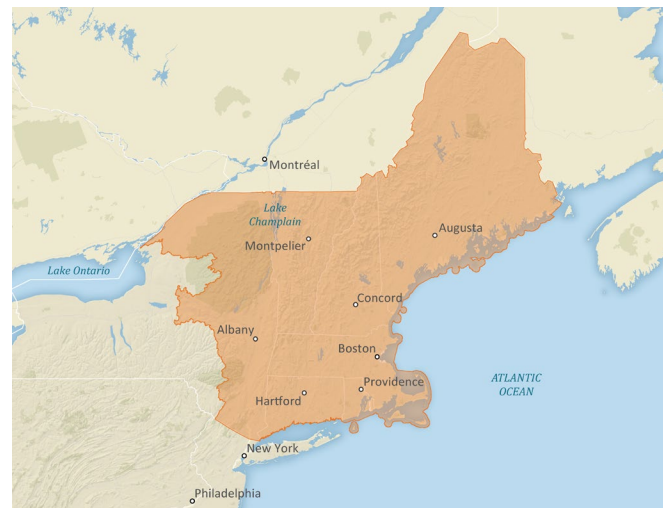 Montréal
Lake
Champlain
Montpelier
Augusta
Lake Ontario
Concord
Albany
Boston
Providence
Hartford
ATLANTIC
OCEAN
New York
Philadelphia